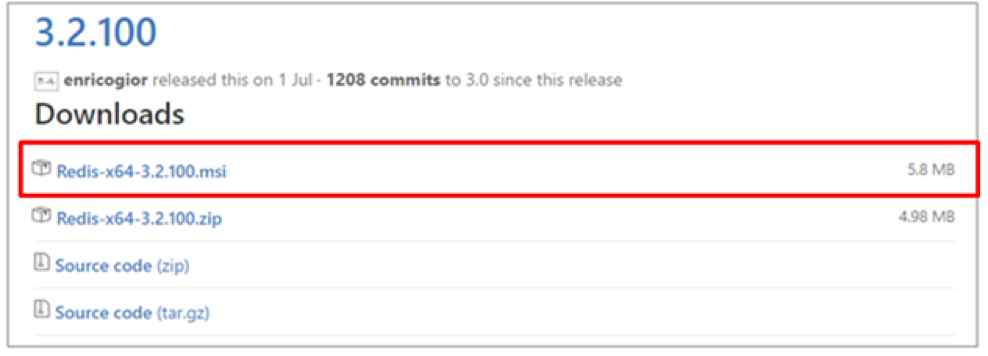 3.2.100
enricogior released this on 1 Jul · 1208 commits to 3.0 since this release
Downloads
Redis-x64-3.2.100.msi 5.8 MB
Redis-x64-3.2.100.zip 4.98 MB
Source code (zip)
Source code (tar.gz)